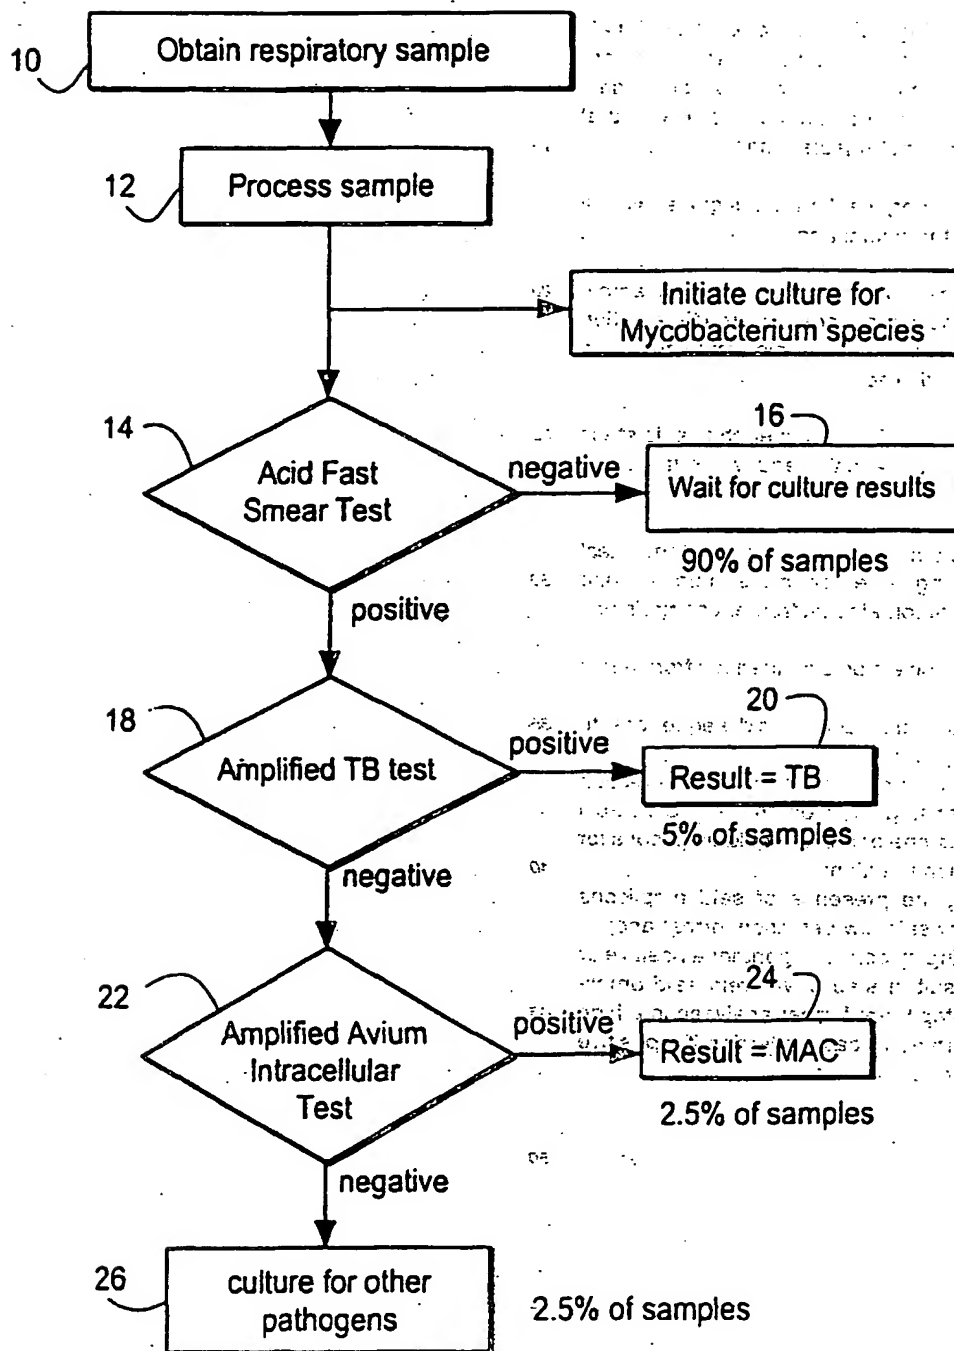 10
Obtain respiratory sample
12
Process sample
Initiate culture for
Mycobacterium species
14
Acid Fast
Smear Test
negative
16
Wait for culture results
90% of samples
positive
18
Amplified TB test
positive
20
Result = TB
5% of samples
negative
22
Amplified Avium
Intracellular
Test
positive
24
Result = MAC
2.5% of samples
negative
26
culture for other
pathogens
2.5% of samples